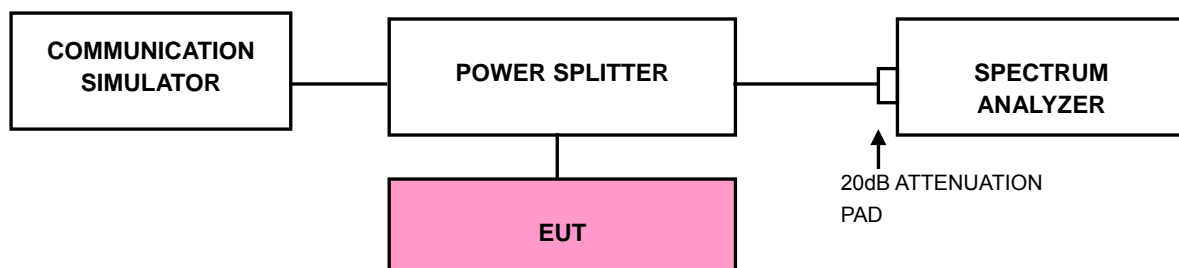 COMMUNICATION
SIMULATOR
POWER SPLITTER
SPECTRUM
ANALYZER
20dB ATTENUATION
PAD
EUT